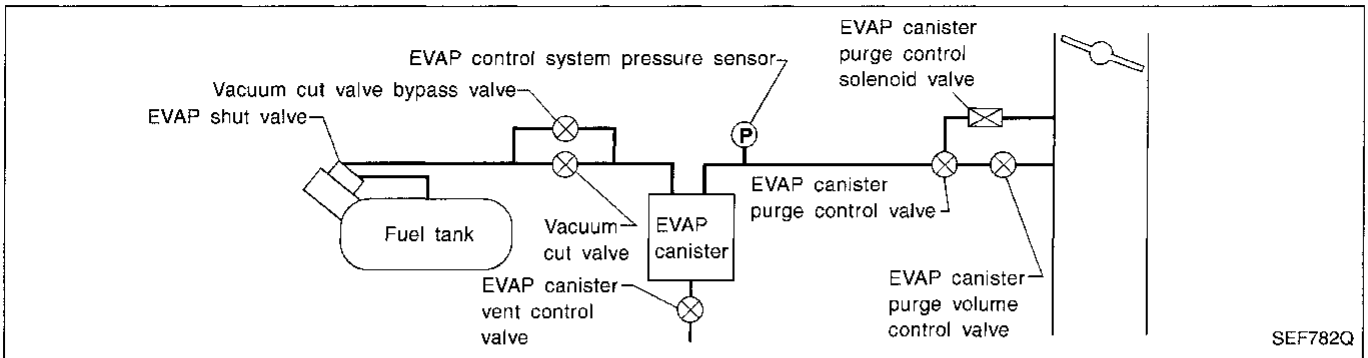 EVAP canister
purge control
solenoid valve
EVAP control system pressure sensor
Vacuum cut valve bypass valve
EVAP shut valve
P
EVAP canister
purge control valve
Fuel tank
Vacuum
cut valve
EVAP
canister
EVAP canister
vent control
valve
EVAP canister
purge volume
control valve
SEF782Q